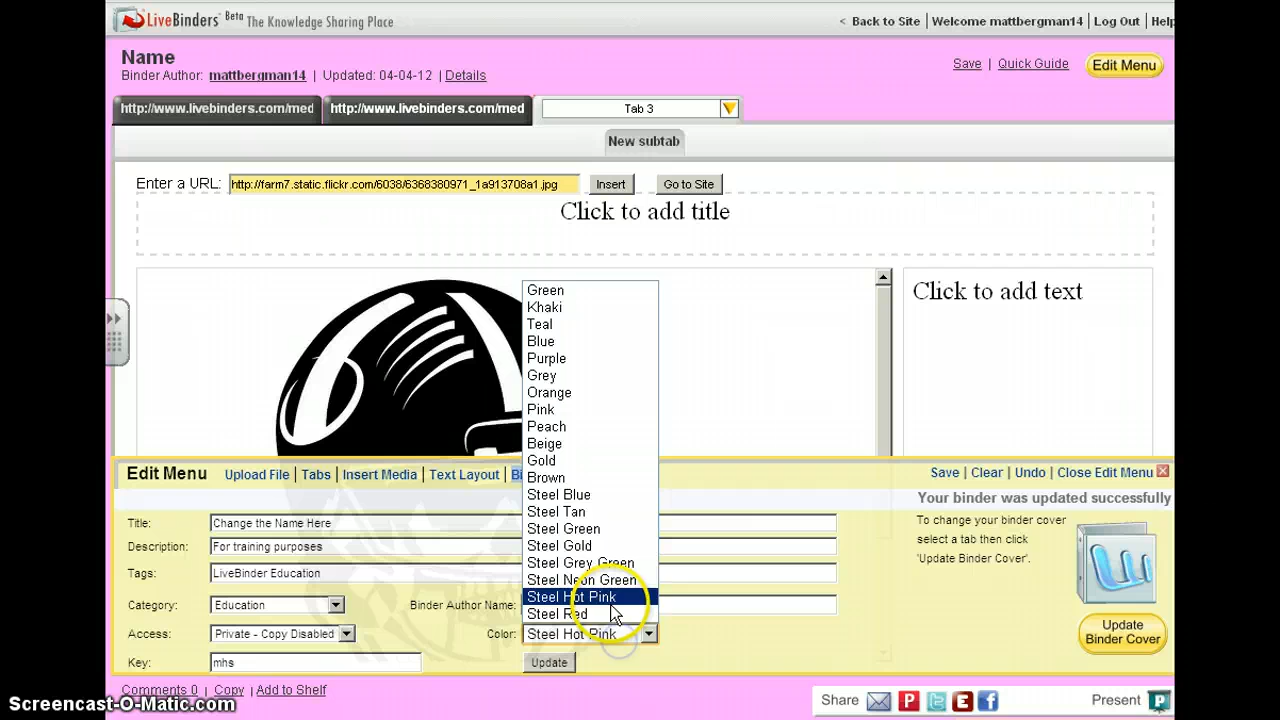 LiveBinders Beta The Knowledge Sharing Place
< Back to Site | Welcome mattbergman14 | Log Out | Help
Name
Binder Author: mattbergman14 | Updated: 04-04-12 | Details
Save | Quick Guide
Edit Menu
http://www.livebinders.com/med
http://www.livebinders.com/med
Tab 3
New subtab
Enter a URL: http://farm7.static.flickr.com/6038/6368380971_1a913708a1.jpg Insert Go to Site
Click to add title
Click to add text
Green
Khaki
Teal
Blue
Purple
Grey
Orange
Pink
Peach
Beige
Gold
Brown
Steel Blue
Steel Tan
Steel Green
Steel Gold
Steel Grey Green
Steel Neon Green
Steel Hot Pink
Steel Red
Edit Menu Upload File | Tabs | Insert Media | Text Layout |
Save | Clear | Undo | Close Edit Menu
Your binder was updated successfully
Title: Change the Name Here
Description: For training purposes
Tags: LiveBinder Education
Category: Education Binder Author Name:
Access: Private - Copy Disabled Color: Steel Hot Pink
Key: mhs Update
To change your binder cover
select a tab then click
'Update Binder Cover'.
Update
Binder Cover
Comments 0 | Copy | Add to Shelf
Share
Present
Screencast-O-Matic.com